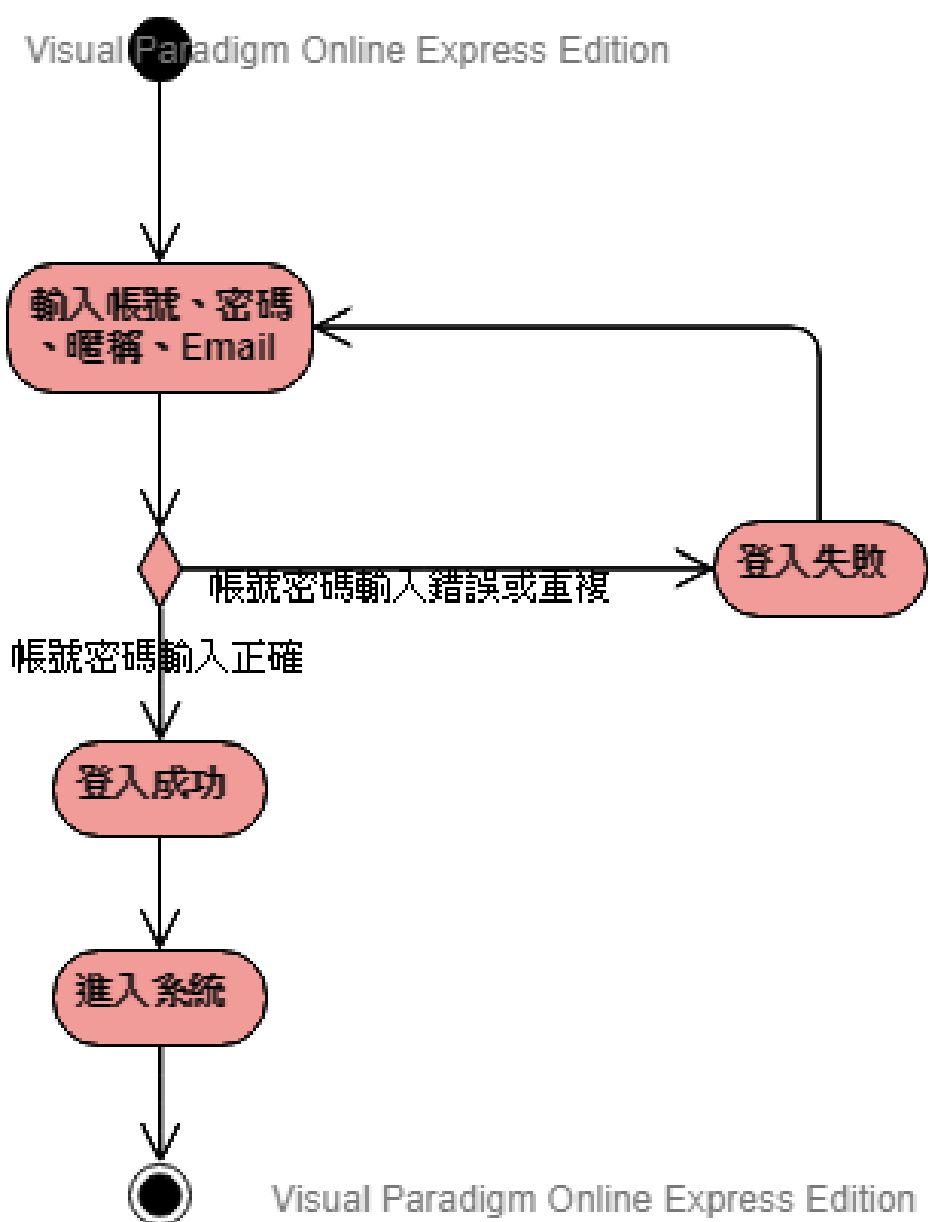 Visual Paradigm Online Express Edition
輸入帳號、密碼
、暱稱、Email
登入失敗
帳號密碼輸入錯誤或重複
帳號密碼輸入正確
登入成功
進入系統
Visual Paradigm Online Express Edition